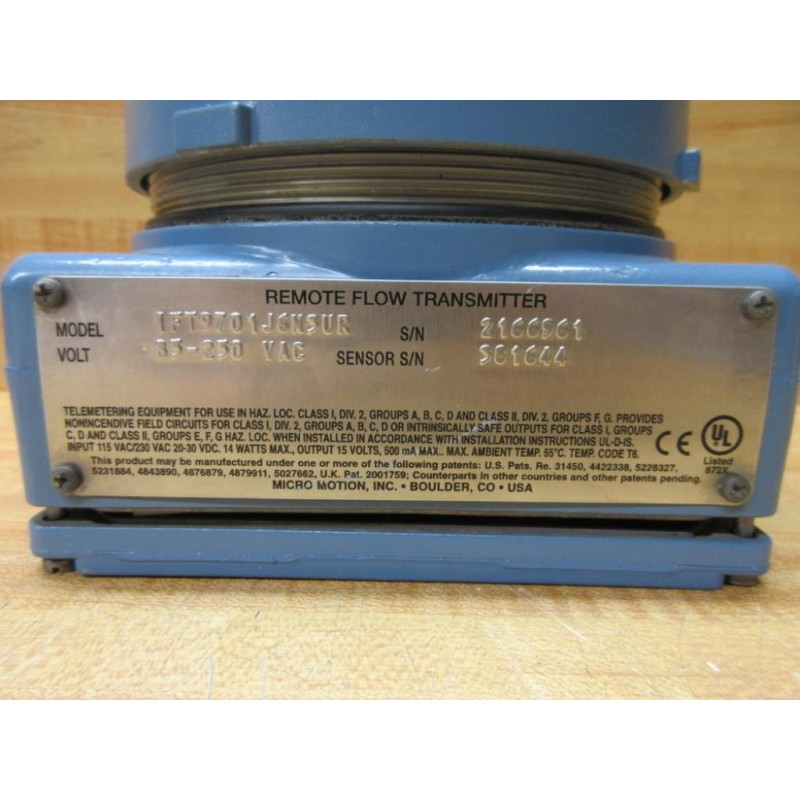 REMOTE FLOW TRANSMITTER
MODEL IFT9701J6N5UR S/N 2166561
VOLT 85-250 VAC SENSOR S/N 381644
TELEMETERING EQUIPMENT FOR USE IN HAZ. LOC. CLASS I, DIV. 2, GROUPS A, B, C, D AND CLASS II, DIV. 2, GROUPS F, G. PROVIDES
NONINCENDIVE FIELD CIRCUITS FOR CLASS I, DIV. 2, GROUPS A, B, C, D OR INTRINSICALLY SAFE OUTPUTS FOR CLASS I, GROUPS
C, D AND CLASS II, GROUPS E, F, G HAZ. LOC. WHEN INSTALLED IN ACCORDANCE WITH INSTALLATION INSTRUCTIONS UL-D-IS.
INPUT 115 VAC/230 VAC 20-30 VDC. 14 WATTS MAX., OUTPUT 15 VOLTS, 500 mA MAX.. MAX. AMBIENT TEMP. 55°C. TEMP. CODE T6.
CE UL
Listed
872X
This product may be manufactured under one or more of the following patents: U.S. Pats. Re. 31450, 4422338, 5228327,
5231884, 4843890, 4876879, 4879911, 5027662, U.K. Pat. 2001759; Counterparts in other countries and other patents pending.
MICRO MOTION, INC. • BOULDER, CO • USA